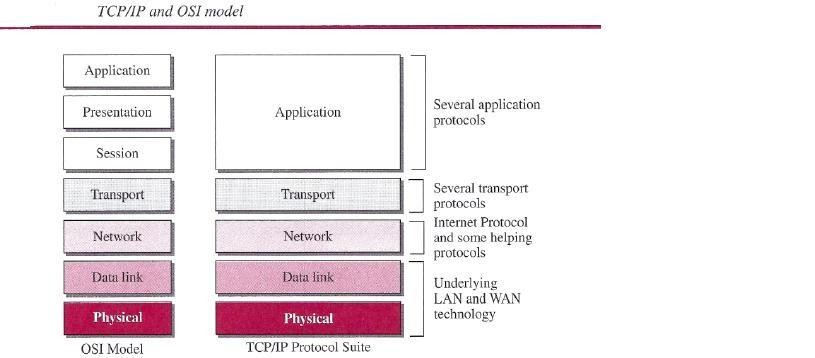 TCP/IP and OSI model
Application
Presentation
Session
Transport
Network
Data link
Physical
OSI Model
Application
Transport
Network
Data link
Physical
TCP/IP Protocol Suite
Several application
protocols
Several transport
protocols
Internet Protocol
and some helping
protocols
Underlying
LAN and WAN
technology